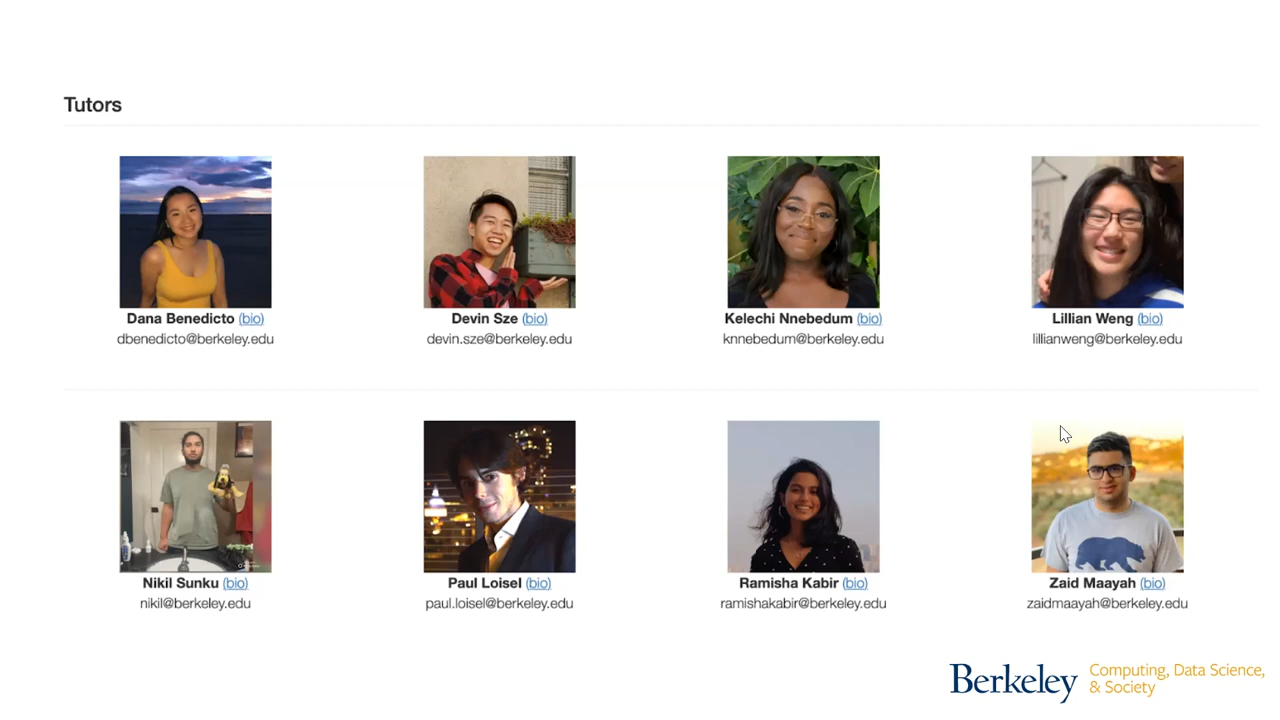 Tutors
Dana Benedicto (bio)
dbenedicto@berkeley.edu
Devin Sze (bio)
devin.sze@berkeley.edu
Kelechi Nnebedum (bio)
knnebedum@berkeley.edu
Lillian Weng (bio)
lillianweng@berkeley.edu
Nikil Sunku (bio)
nikil@berkeley.edu
Paul Loisel (bio)
paul.loisel@berkeley.edu
Ramisha Kabir (bio)
ramishakabir@berkeley.edu
Zaid Maayah (bio)
zaidmaayah@berkeley.edu
Berkeley
Computing, Data Science,
& Society